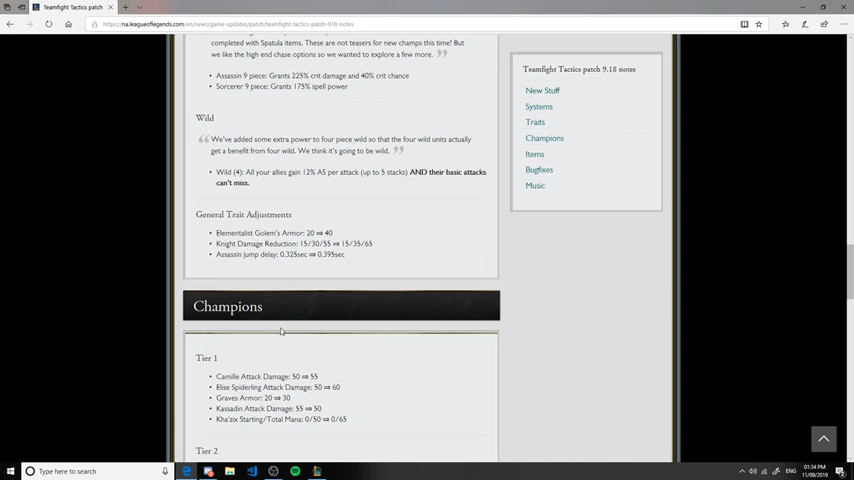 Teamfight Tactics patch
https://na.leagueoflegends.com/en/news/game-updates/patch/teamfight-tactics-patch-918-notes
completed with Spatula items. These are not teasers for new champs this time! But
we like the high end chase options so we wanted to explore a few more.
• Assassin 9 piece: Grants 225% crit damage and 40% crit chance
• Sorcerer 9 piece: Grants 175% spell power
Wild
We've added some extra power to four piece wild so that the four wild units actually
get a benefit from four wild. We think it's going to be wild.
• Wild (4): All your allies gain 12% AS per attack (up to 5 stacks) AND their basic attacks
can't miss.
General Trait Adjustments
• Elementalist Golem's Armor: 20 ⇒ 40
• Knight Damage Reduction: 15/30/55 ⇒ 15/35/65
• Assassin jump delay: 0.325sec ⇒ 0.395sec
Champions
Tier 1
• Camille Attack Damage: 50 ⇒ 55
• Elise Spiderling Attack Damage: 50 ⇒ 60
• Graves Armor: 20 ⇒ 30
• Kassadin Attack Damage: 55 ⇒ 50
• Kha'zix Starting/Total Mana: 0/50 ⇒ 0/65
Tier 2
Teamfight Tactics patch 9.18 notes
New Stuff
Systems
Traits
Champions
Items
Bugfixes
Music
Type here to search
ENG
01:34 PM
11/09/2019